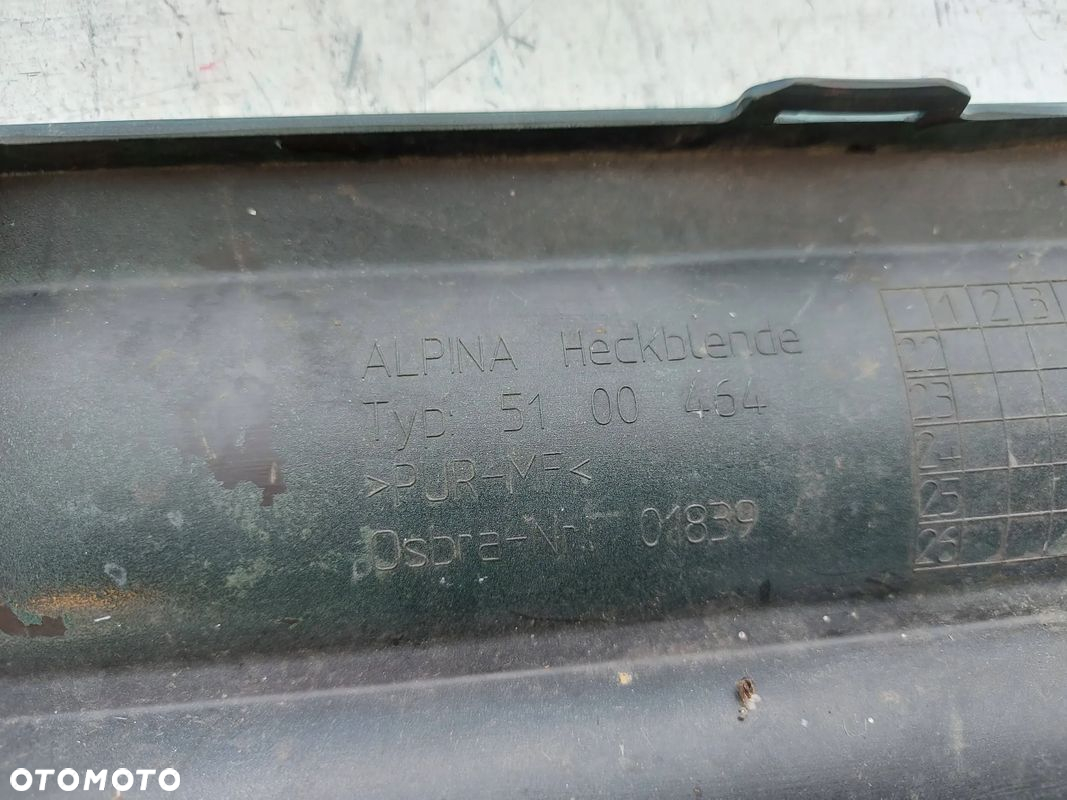 ALPINA Heckblende
Typ: 51 00 464
>PUR-MF<
Osbra-Nr.: 01839
1 2 3
22
23
24
25
26
OTOMOTO